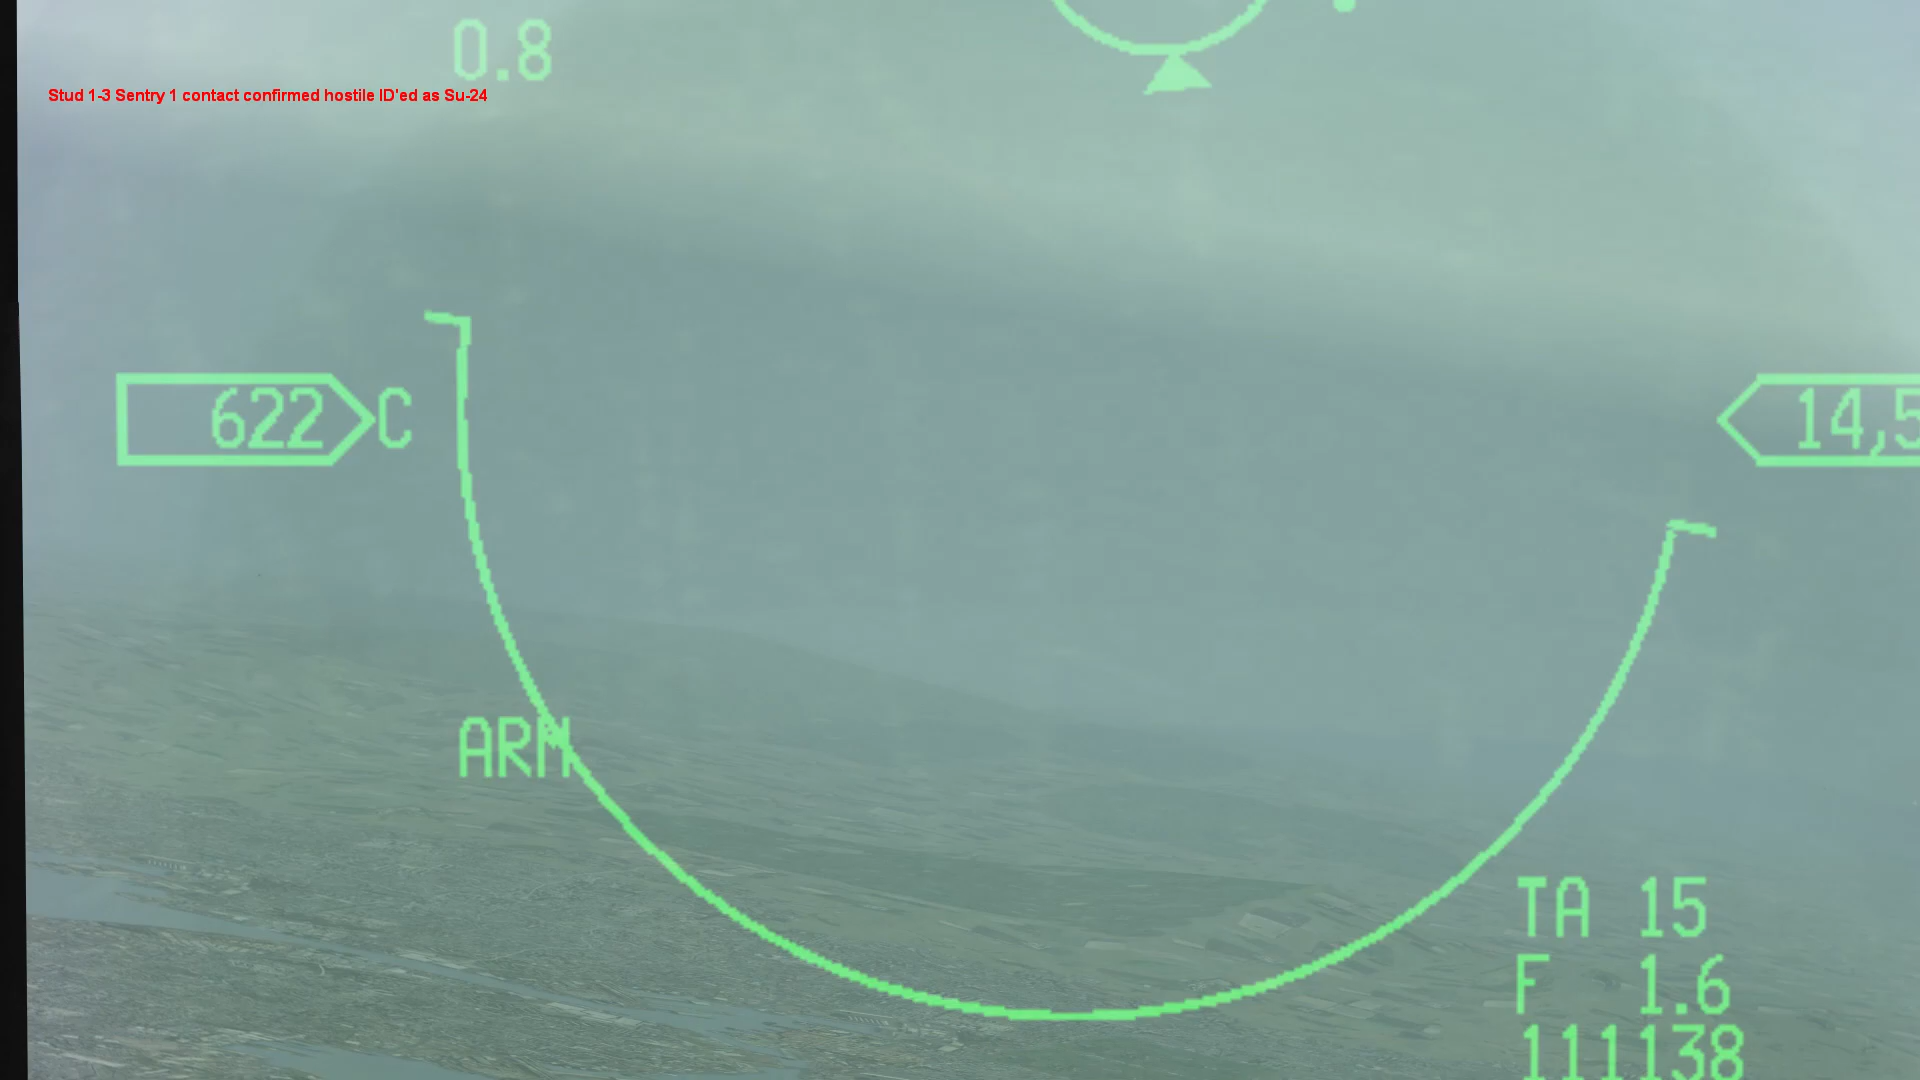 0.8
Stud 1-3 Sentry 1 contact confirmed hostile ID'ed as Su-24
622 C
14,5
ARM
TA 15
F 1.6
111138